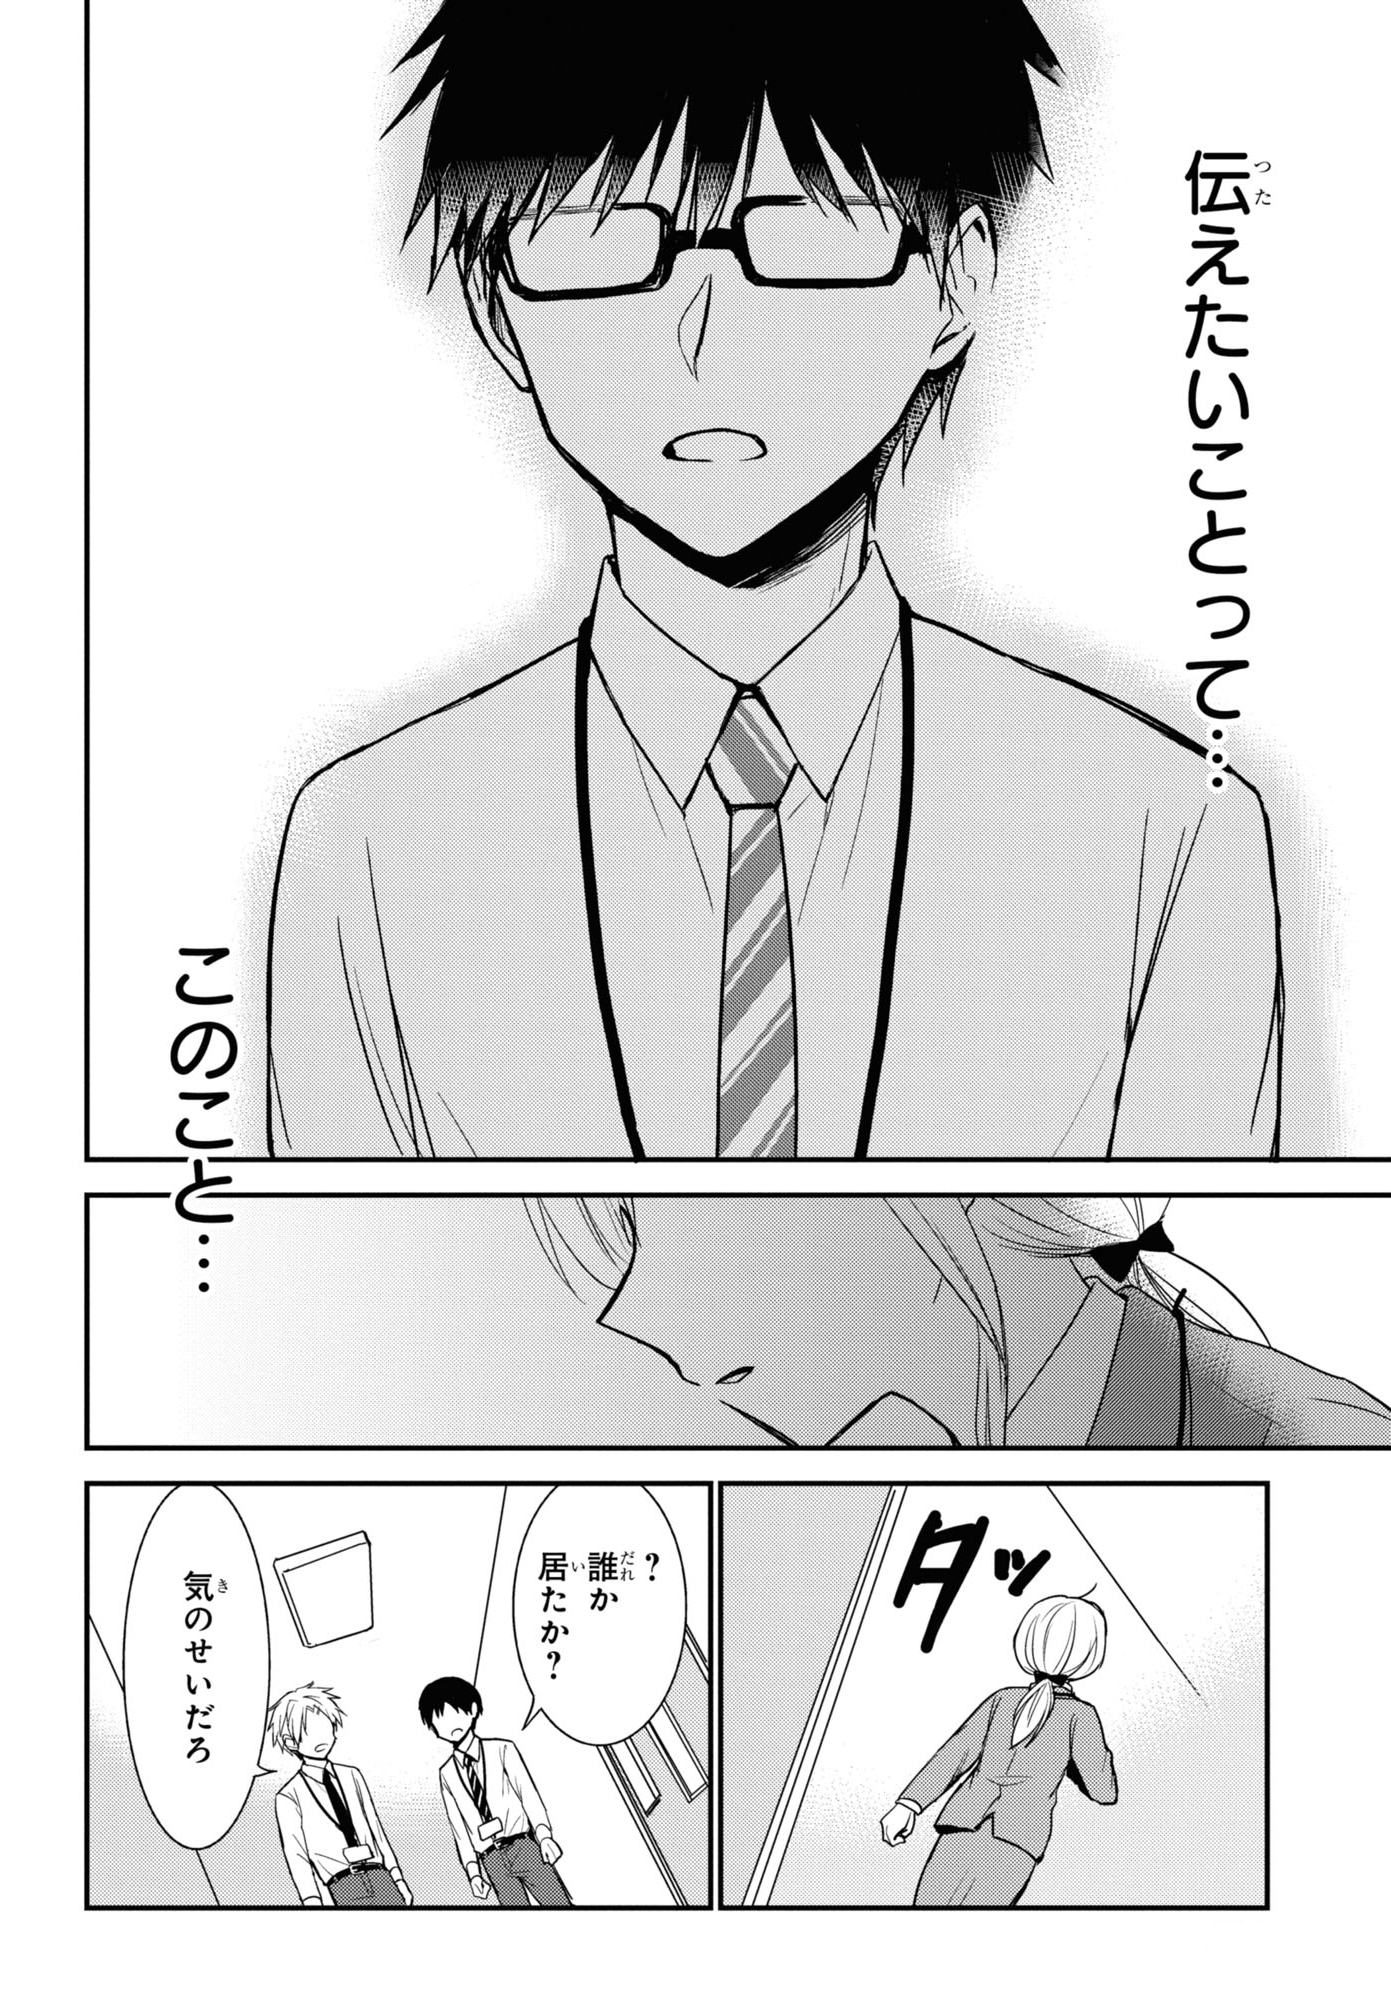 伝えたいことって…
このこと…
ダッ
？
誰か
居たか？
気のせいだろ